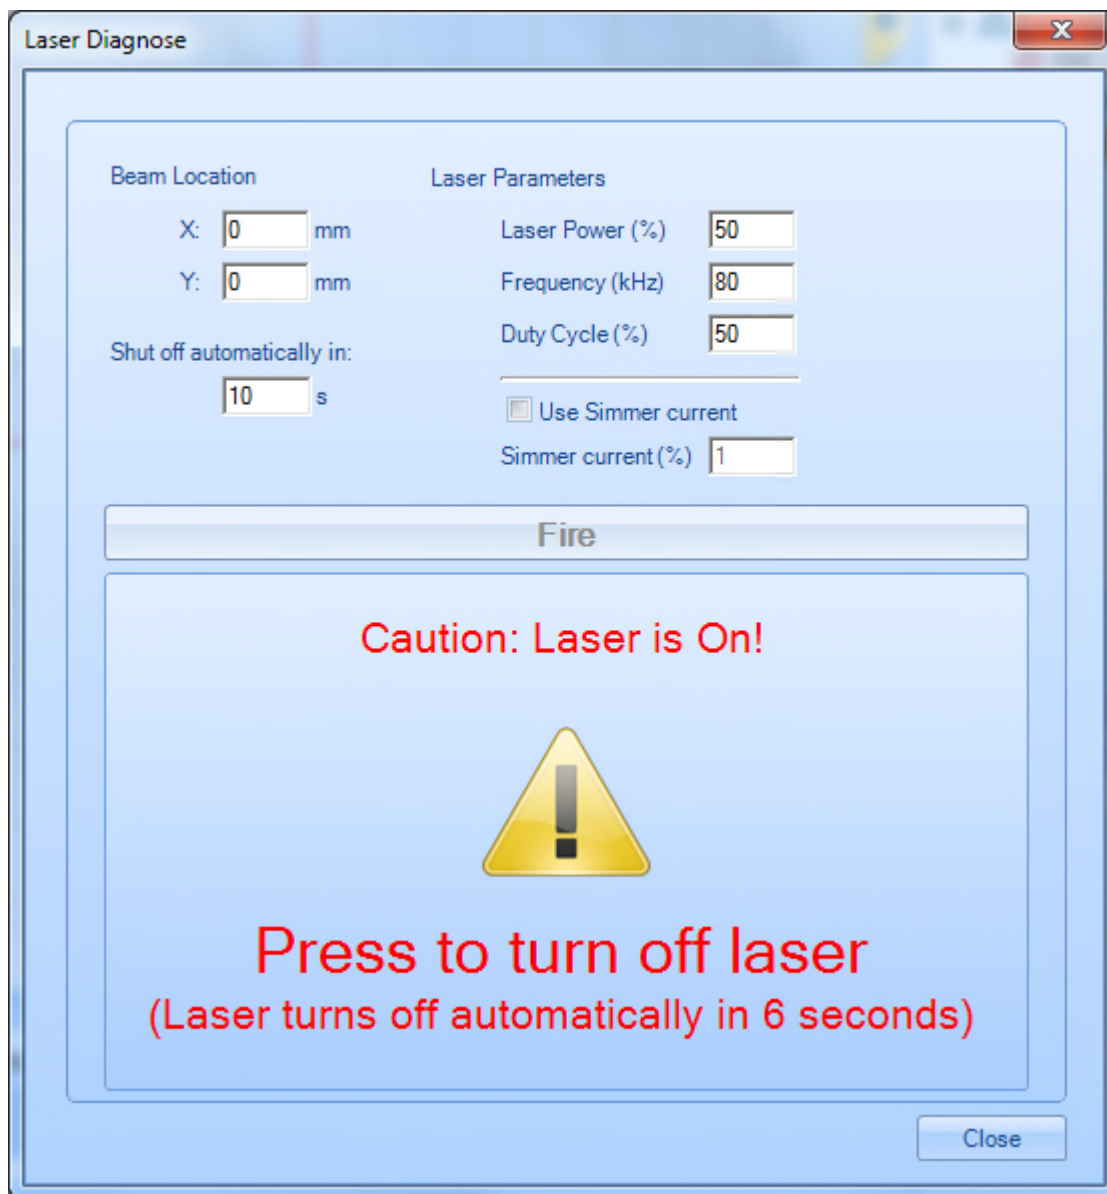 Laser Diagnose
Beam Location
X: 0 mm
Y: 0 mm
Shut off automatically in:
10 s
Laser Parameters
Laser Power (%) 50
Frequency (kHz) 80
Duty Cycle (%) 50
Use Simmer current
Simmer current (%) 1
Fire
Caution: Laser is On!
Press to turn off laser
(Laser turns off automatically in 6 seconds)
Close